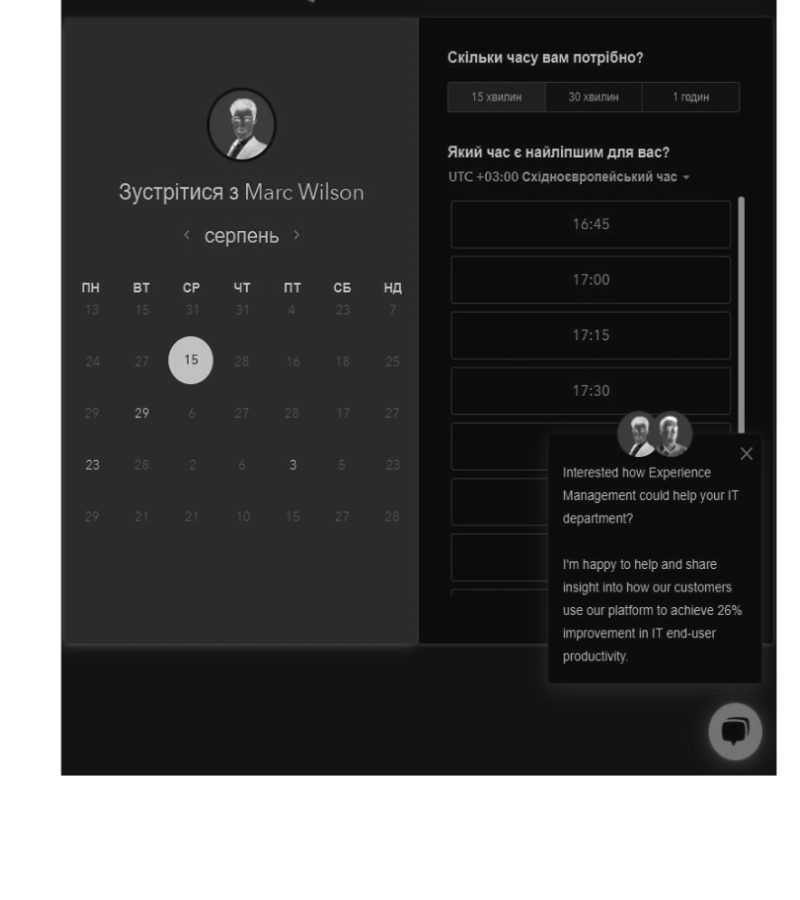 Зустрітися з Marc Wilson
серпень
ПН ВТ СР ЧТ ПТ СБ НД
13 15 31 31 4 23 7
24 27 15 28 16 18 25
29 29 6 27 28 17 27
23 28 2 6 3 5 23
29 21 21 10 15 27 28
Скільки часу вам потрібно?
15 хвилин 30 хвилин 1 годин
Який час є найліпшим для вас?
UTC +03:00 Східноєвропейський час
16:45
17:00
17:15
17:30
Interested how Experience
Management could help your IT
department?
I'm happy to help and share
insight into how our customers
use our platform to achieve 26%
improvement in IT end-user
productivity.